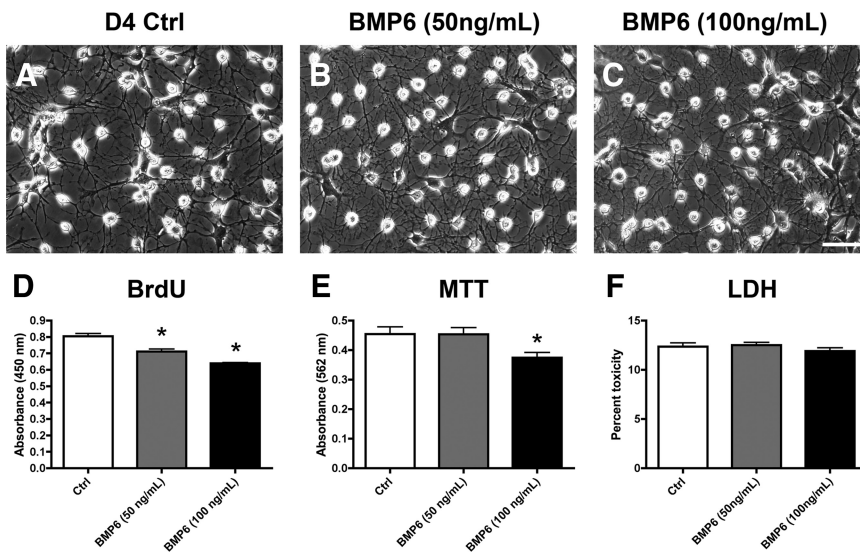 D4 Ctrl
BMP6 (50ng/mL)
BMP6 (100ng/mL)
A
B
C
D
BrdU
Absorbance (450 nm)
0.9
0.8
0.7
0.6
0.5
0.4
0.3
0.2
0.1
0.0
*
*
Ctrl
BMP6 (50 ng/mL)
BMP6 (100 ng/mL)
E
MTT
Absorbance (562 nm)
0.5
0.4
0.3
0.2
0.1
0.0
*
Ctrl
BMP6 (50 ng/mL)
BMP6 (100 ng/mL)
F
LDH
Percent toxicity
15
10
5
0
Ctrl
BMP6 (50ng/mL)
BMP6 (100ng/mL)